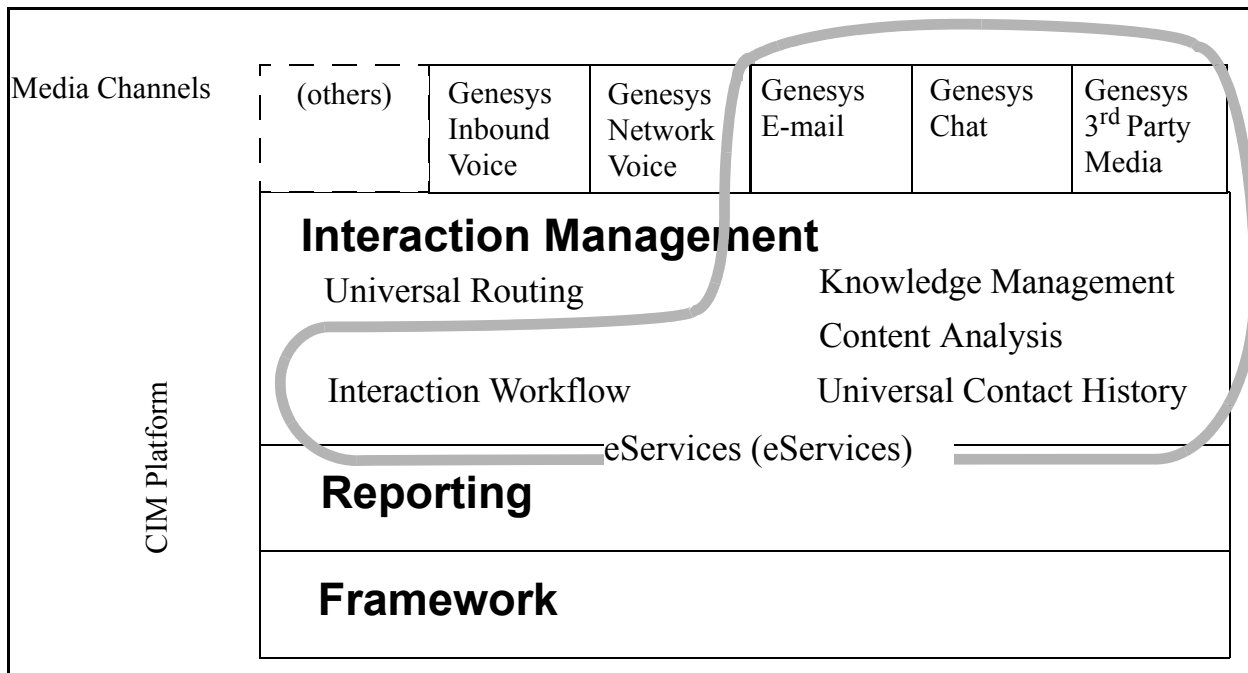 Media Channels
(others)
Genesys
Inbound
Voice
Genesys
Network
Voice
Genesys
E-mail
Genesys
Chat
Genesys
3rd Party
Media
Interaction Management
Universal Routing
Knowledge Management
Content Analysis
Interaction Workflow
Universal Contact History
eServices (eServices)
CIM Platform
Reporting
Framework